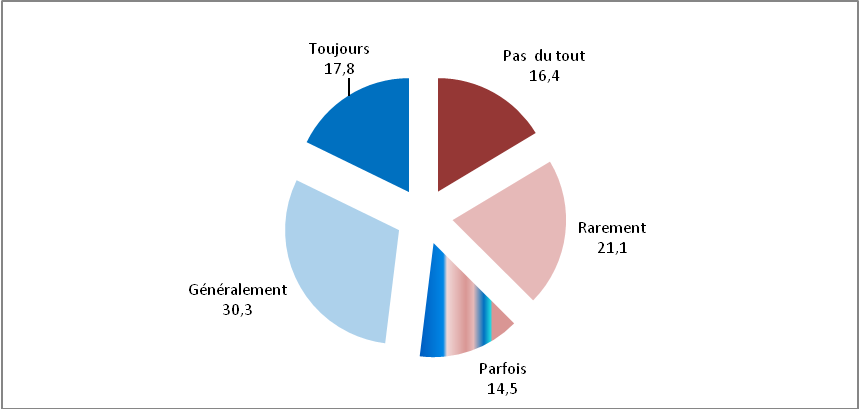 Toujours
17,8
Pas du tout
16,4
Rarement
21,1
Généralement
30,3
Parfois
14,5